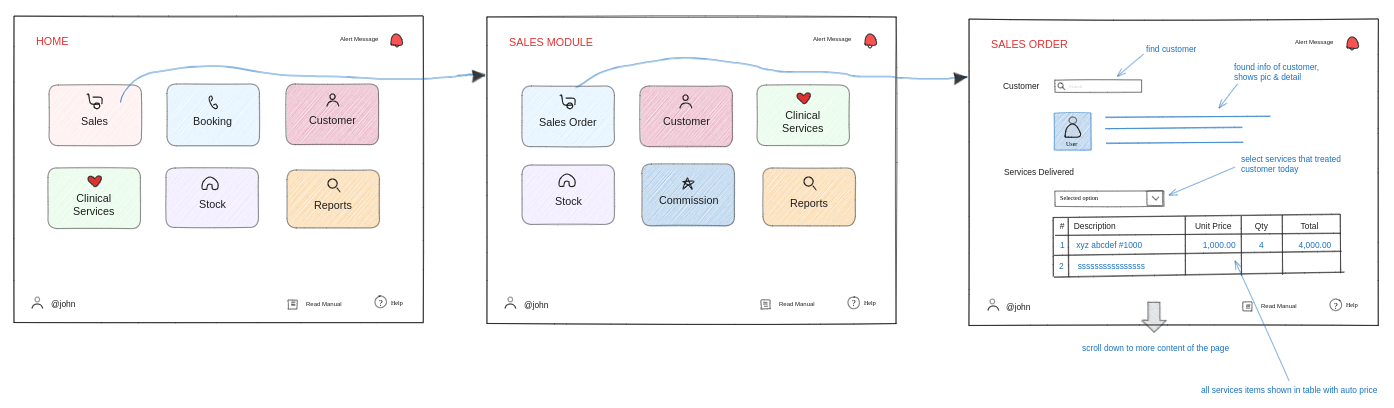 HOME
Alert Message
Sales
Booking
Customer
Clinical
Services
Stock
Reports
@john
Read Manual
? Help
SALES MODULE
Alert Message
Sales Order
Customer
Clinical
Services
Stock
Commission
Reports
@john
Read Manual
? Help
SALES ORDER
Alert Message
find customer
found info of customer,
shows pic & detail
Customer
User
select services that treated
customer today
Services Delivered
Selected option
# Description Unit Price Qty Total
1 xyz abcdef #1000 1,000.00 4 4,000.00
2 ssssssssssssssss
@john
Read Manual
? Help
scroll down to more content of the page
all services items shown in table with auto price